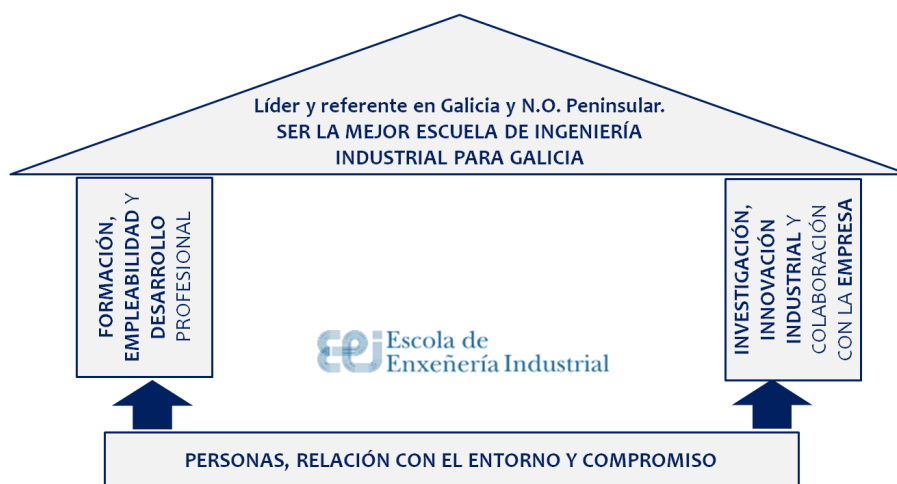 Líder y referente en Galicia y N.O. Peninsular.
SER LA MEJOR ESCUELA DE INGENIERÍA
INDUSTRIAL PARA GALICIA
FORMACIÓN,
EMPLEABILIDAD Y
DESARROLLO
PROFESIONAL
INVESTIGACIÓN,
INNOVACIÓN
INDUSTRIAL Y
COLABORACIÓN
CON LA EMPRESA
EEI Escola de
Enxeñería Industrial
PERSONAS, RELACIÓN CON EL ENTORNO Y COMPROMISO